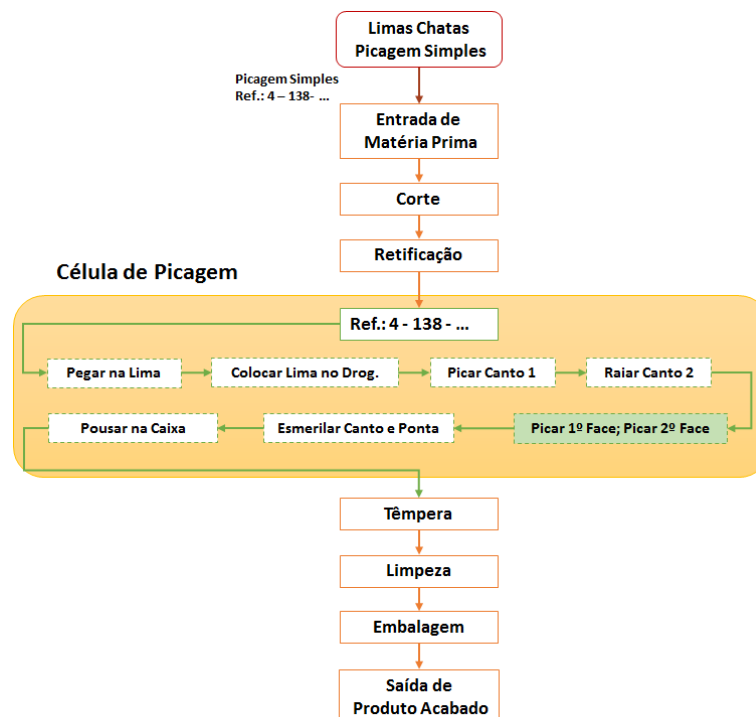 Limas Chatas
Picagem Simples
Picagem Simples
Ref.: 4 – 138- ...
Entrada de
Matéria Prima
Corte
Retificação
Célula de Picagem
Ref.: 4 - 138 - ...
Pegar na Lima
Colocar Lima no Drog.
Picar Canto 1
Raiar Canto 2
Pousar na Caixa
Esmerilar Canto e Ponta
Picar 1º Face; Picar 2º Face
Têmpera
Limpeza
Embalagem
Saída de
Produto Acabado